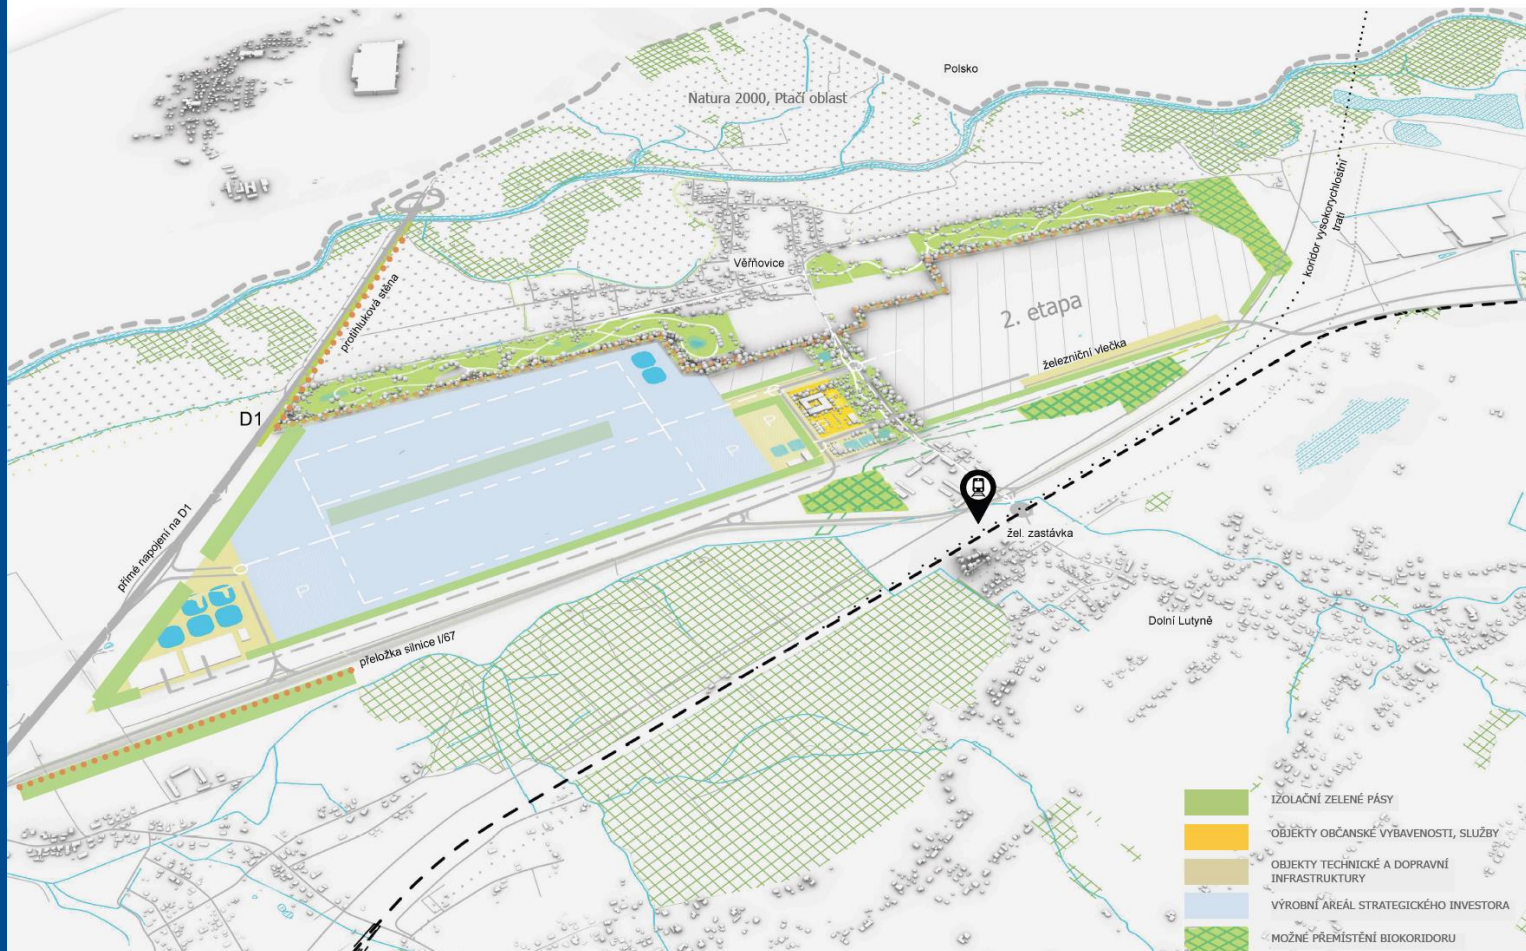 Polsko
Natura 2000, Ptačí oblast
koridor vysokorychlostní
trati
Věřňovice
protihluková stěna
2. etapa
železniční vlečka
D1
P
P
P
přímé napojení na D1
žel. zastávka
Dolní Lutyně
přeložka silnice I/67
IZOLAČNÍ ZELENÉ PÁSY
OBJEKTY OBČANSKÉ VYBAVENOSTI, SLUŽBY
OBJEKTY TECHNICKÉ A DOPRAVNÍ
INFRASTRUKTURY
VÝROBNÍ AREÁL STRATEGICKÉHO INVESTORA
MOŽNÉ PŘEMÍSTĚNÍ BIOKORIDORU